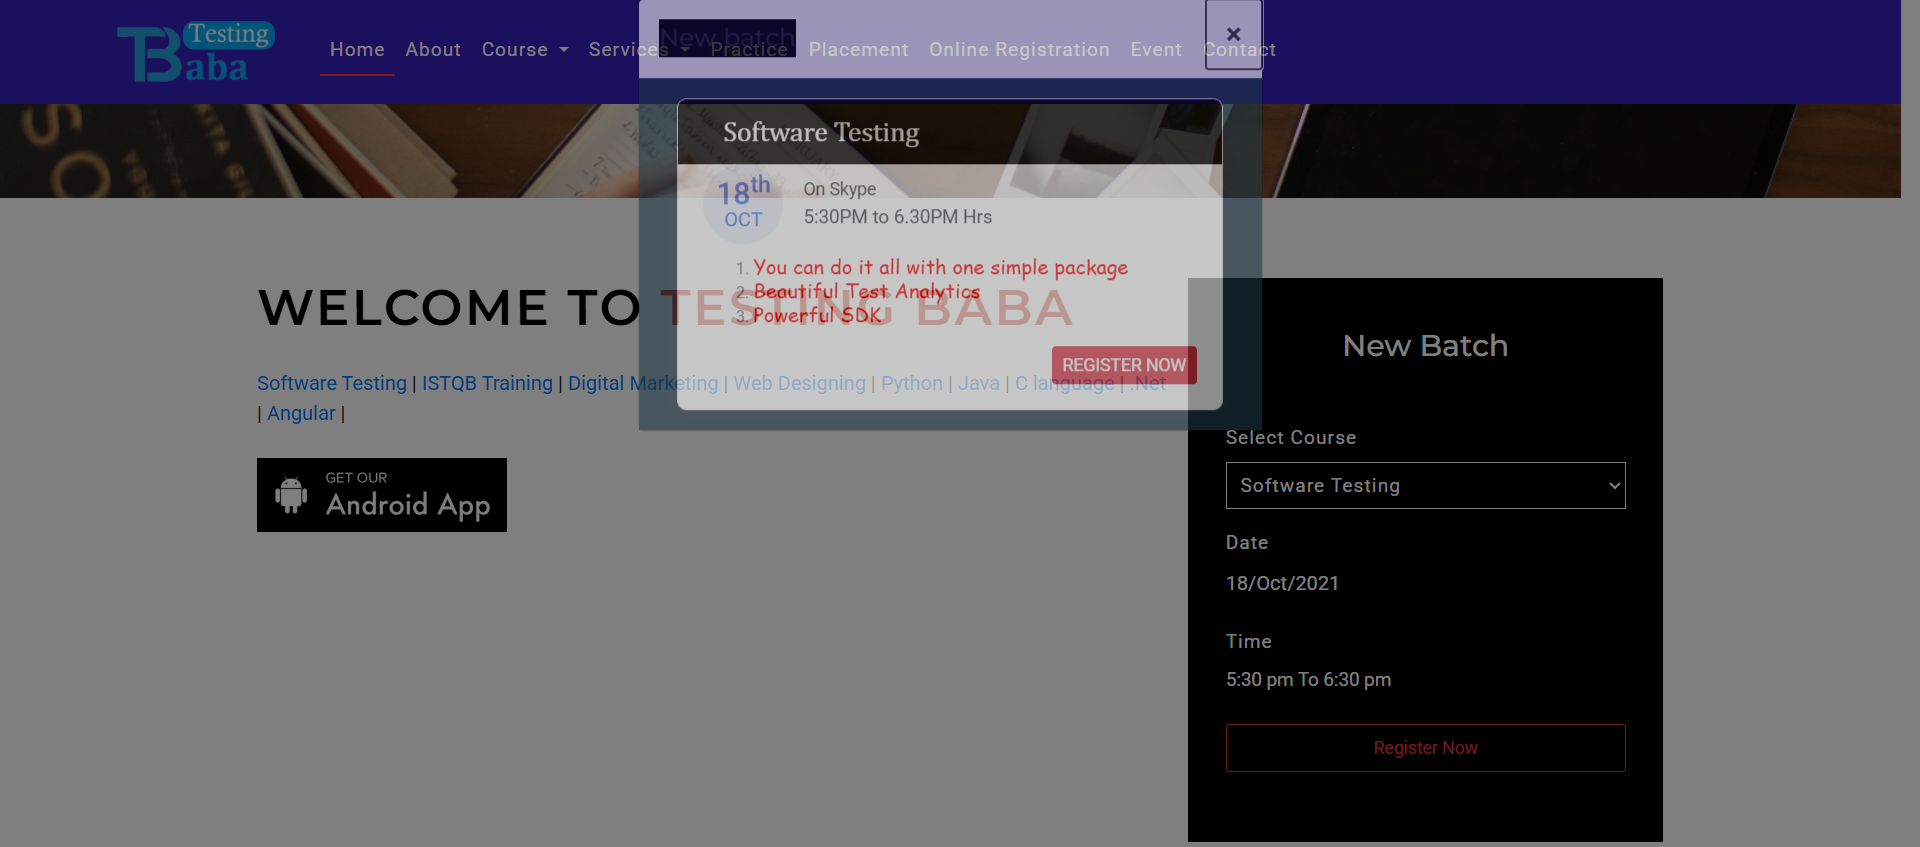 Testing
Baba
Home About Course Services Practice Placement Online Registration Event Contact
New batch
×
Software Testing
18th
OCT
On Skype
5:30PM to 6.30PM Hrs
1. You can do it all with one simple package
2. Beautiful Test Analytics
3. Powerful SDK
REGISTER NOW
WELCOME TO TESTING BABA
Software Testing | ISTQB Training | Digital Marketing | Web Designing | Python | Java | C language | .Net
| Angular |
GET OUR
Android App
New Batch
Select Course
Software Testing
Date
18/Oct/2021
Time
5:30 pm To 6:30 pm
Register Now